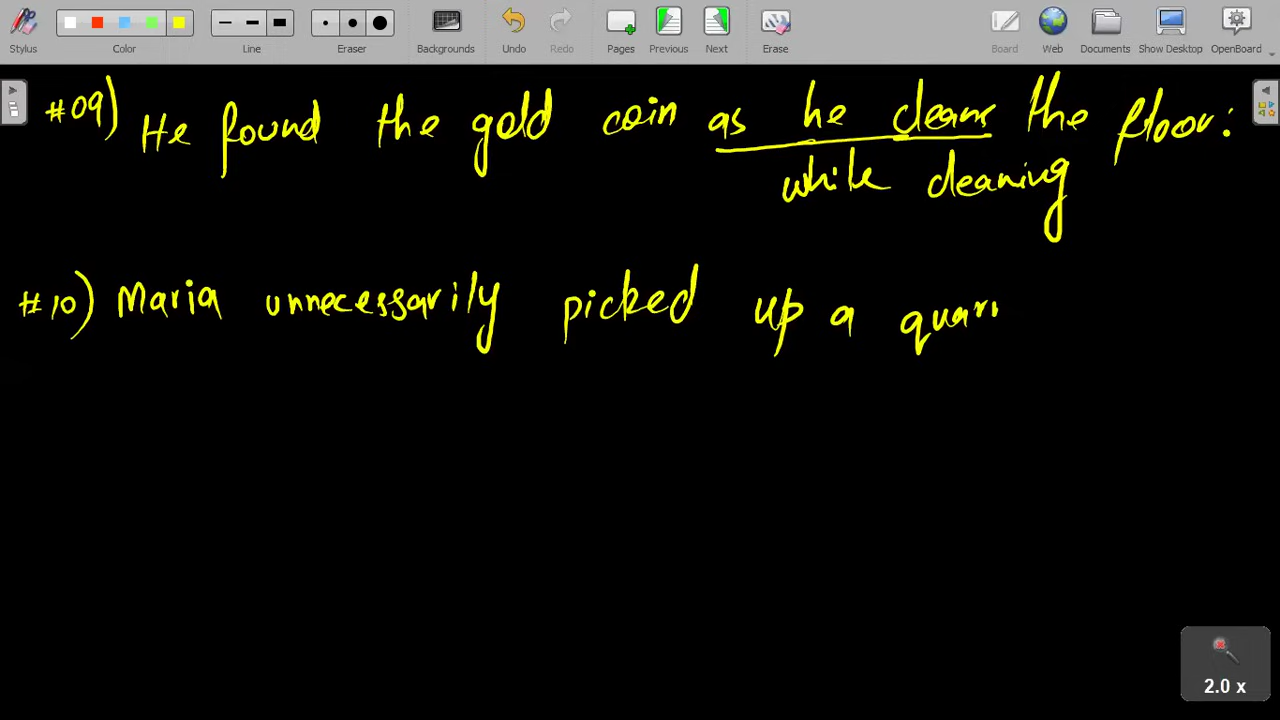 Stylus Color Line Eraser Backgrounds Undo Redo Pages Previous Next Erase Board Web Documents Show Desktop OpenBoard
#09) He found the gold coin as he cleans the floor:
while cleaning
#10) Maria unnecessarily picked up a quarr
2.0 x